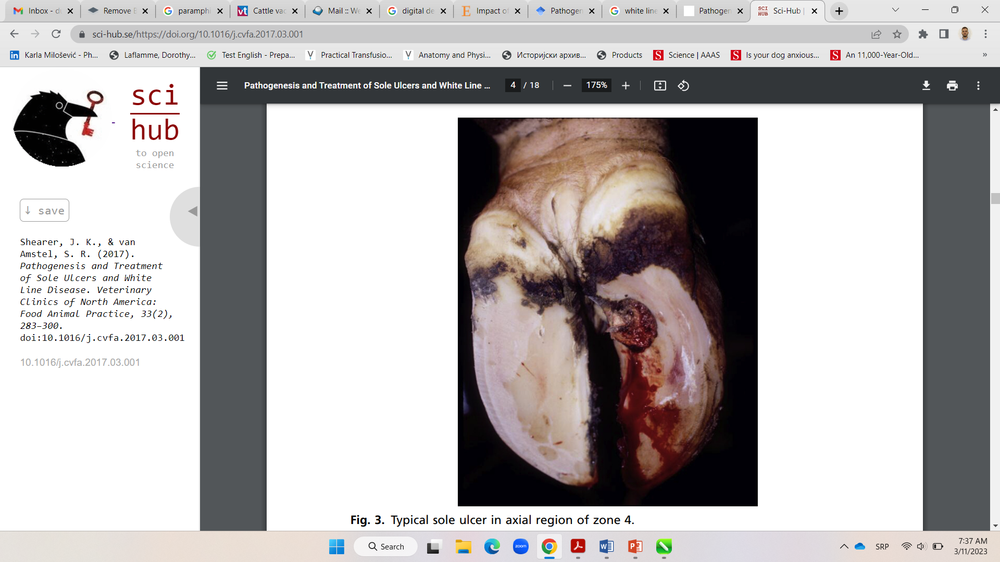 Inbox - d
Remove
paramphi
Cattle vac
Mail :: We
digital de
Impact of
Pathogen
white line
Pathogen
Sci-Hub |
sci-hub.se/https://doi.org/10.1016/j.cvfa.2017.03.001
Karla Milošević - Ph...
Laflamme, Dorothy...
Test English - Prepa...
Practical Transfusio...
Anatomy and Physi...
Историјски архив...
Products
Science | AAAS
Is your dog anxious...
An 11,000-Year-Old...
»
sci
hub
to open
science
↓ save
Shearer, J. K., & van
Amstel, S. R. (2017).
Pathogenesis and Treatment
of Sole Ulcers and White
Line Disease. Veterinary
Clinics of North America:
Food Animal Practice, 33(2),
283–300.
doi:10.1016/j.cvfa.2017.03.001
10.1016/j.cvfa.2017.03.001
Pathogenesis and Treatment of Sole Ulcers and White Line ...
4 / 18
175%
Fig. 3. Typical sole ulcer in axial region of zone 4.
Search
zoom
SRP
7:37 AM
3/11/2023